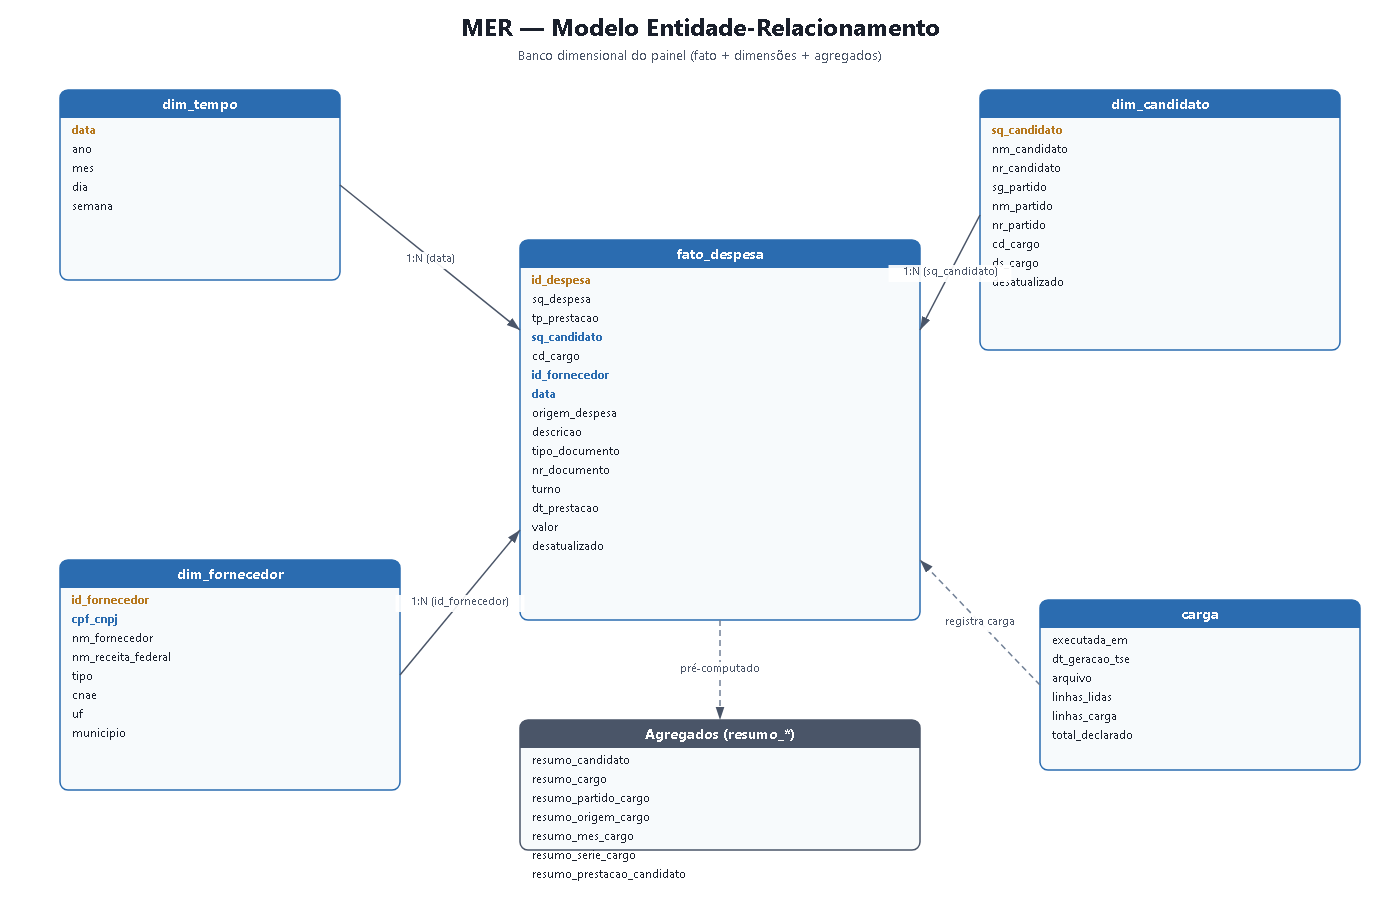 MER — Modelo Entidade-Relacionamento
Banco dimensional do painel (fato + dimensões + agregados)
dim_tempo
data
ano
mes
dia
semana
dim_candidato
sq_candidato
nm_candidato
nr_candidato
sg_partido
nm_partido
nr_partido
cd_cargo
ds_cargo
desatualizado
1:N (data)
1:N (sq_candidato)
fato_despesa
id_despesa
sq_despesa
tp_prestacao
sq_candidato
cd_cargo
id_fornecedor
data
origem_despesa
descricao
tipo_documento
nr_documento
turno
dt_prestacao
valor
desatualizado
dim_fornecedor
id_fornecedor
cpf_cnpj
nm_fornecedor
nm_receita_federal
tipo
cnae
uf
municipio
1:N (id_fornecedor)
registra carga
carga
executada_em
dt_geracao_tse
arquivo
linhas_lidas
linhas_carga
total_declarado
pré-computado
Agregados (resumo_*)
resumo_candidato
resumo_cargo
resumo_partido_cargo
resumo_origem_cargo
resumo_mes_cargo
resumo_serie_cargo
resumo_prestacao_candidato